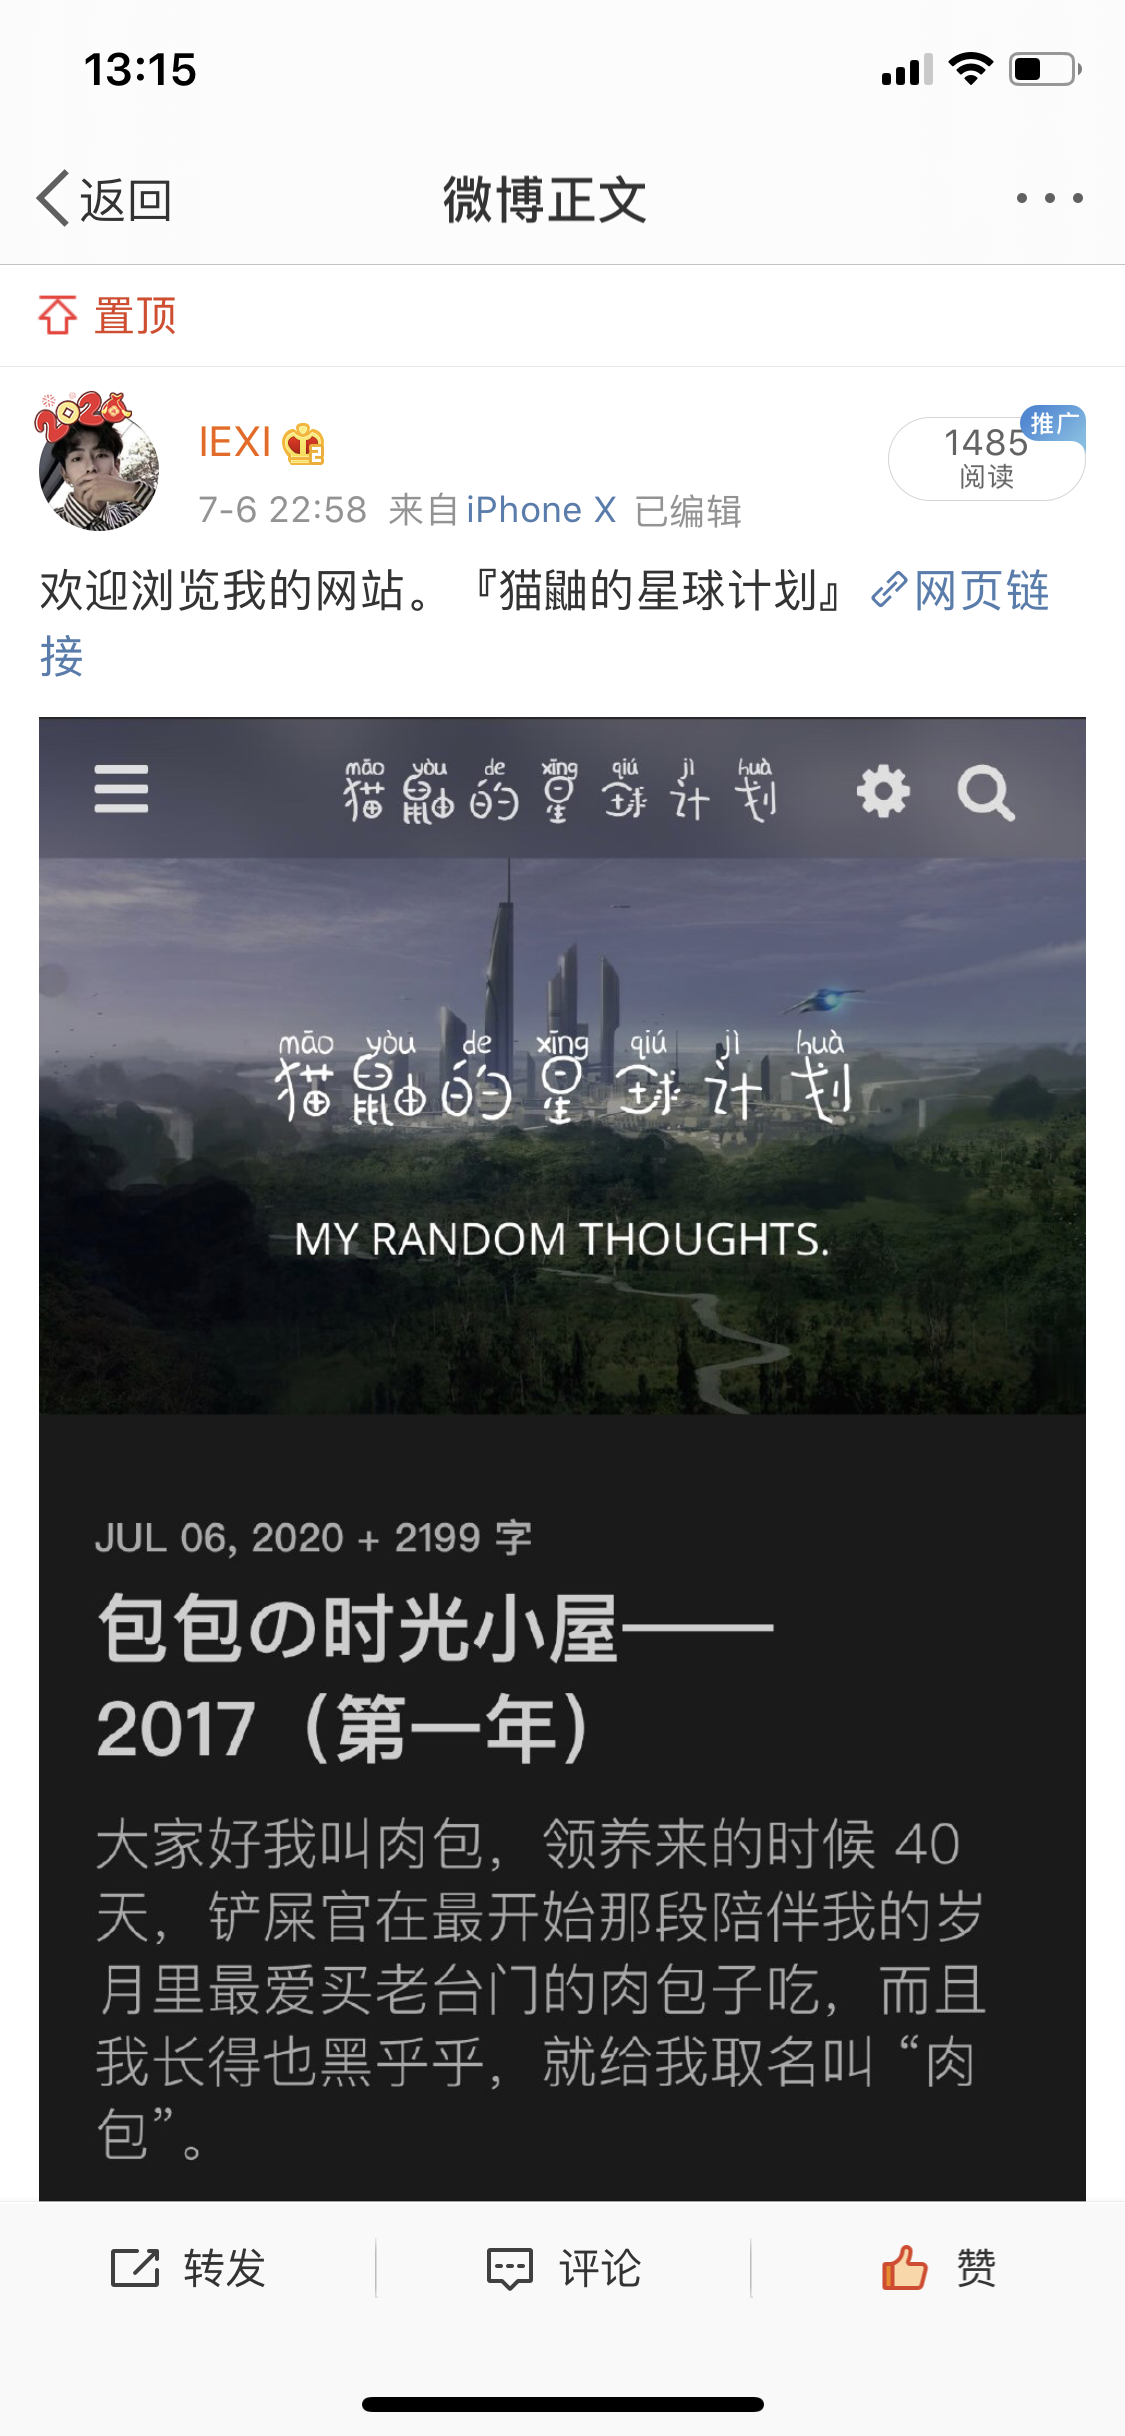 13:15
返回
微博正文
置顶
2020
IEXI
2
推广
1485
阅读
7-6 22:58 来自 iPhone X 已编辑
欢迎浏览我的网站。『猫鼬的星球计划』网页链
接
māo yòu de xīng qiú jì huà
猫鼬的星球计划
māo yòu de xīng qiú jì huà
猫鼬的星球计划
MY RANDOM THOUGHTS.
JUL 06, 2020 + 2199 字
包包の时光小屋——
2017（第一年）
大家好我叫肉包，领养来的时候 40
天，铲屎官在最开始那段陪伴我的岁
月里最爱买老台门的肉包子吃，而且
我长得也黑乎乎，就给我取名叫 “肉
包”。
转发
评论
赞